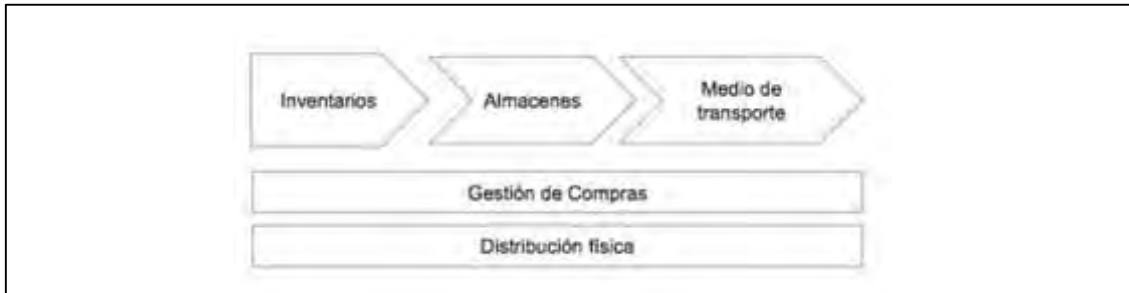 Inventarios
Almacenes
Medio de
transporte
Gestión de Compras
Distribución física